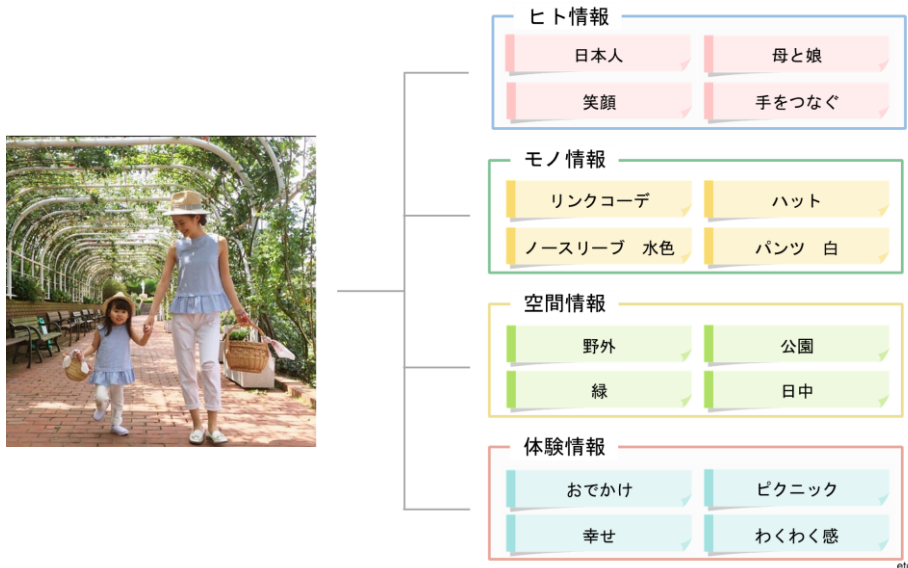 ヒト情報
日本人
母と娘
笑顔
手をつなぐ
モノ情報
リンクコーデ
ハット
ノースリーブ　水色
パンツ　白
空間情報
野外
公園
緑
日中
体験情報
おでかけ
ピクニック
幸せ
わくわく感